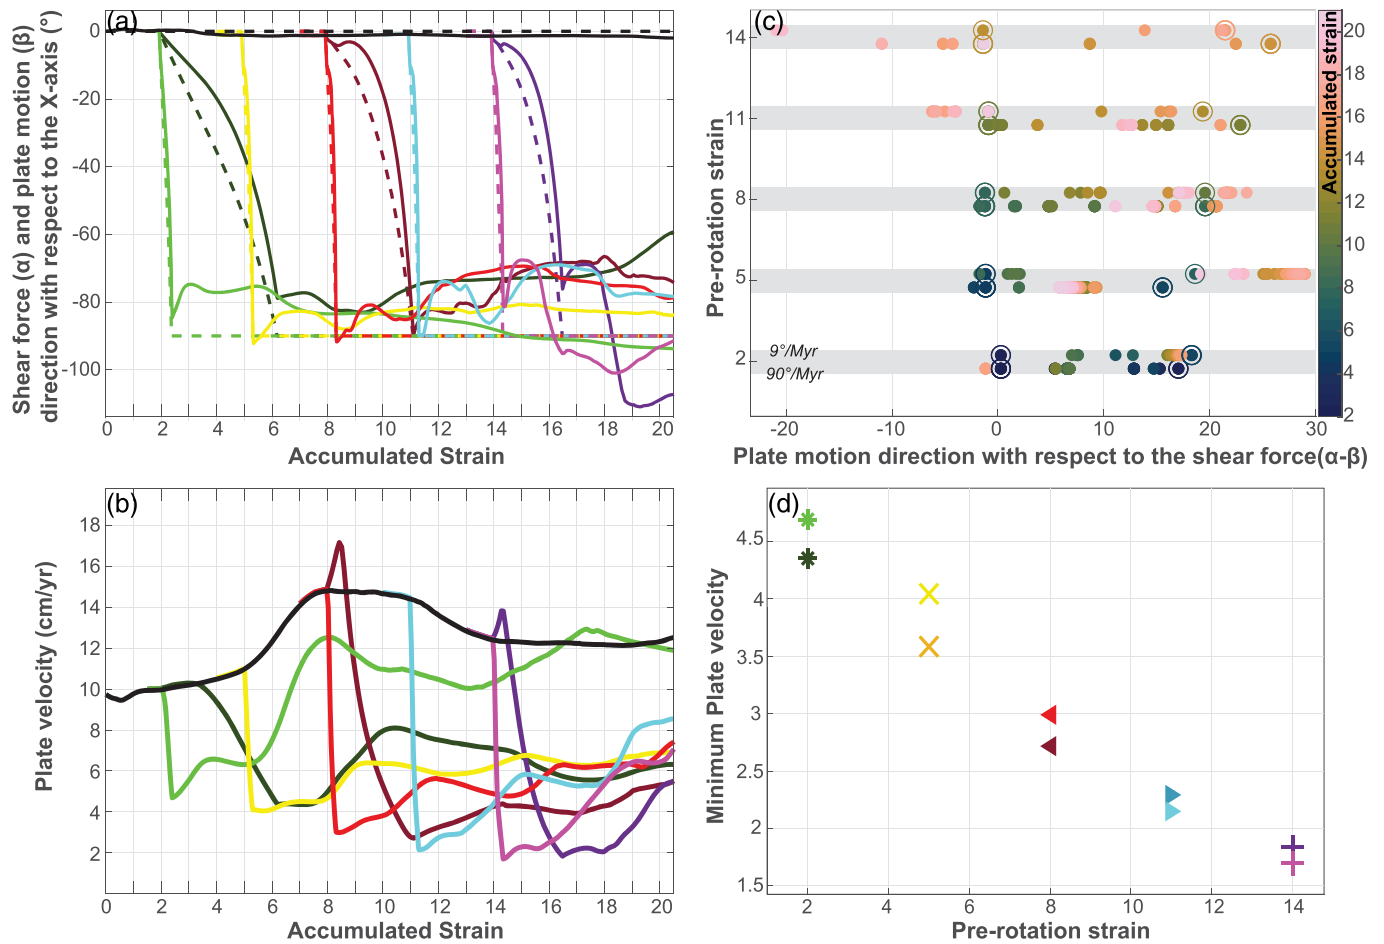 (a)
0
-20
-40
-60
-80
-100
Shear force (α) and plate motion (β)
direction with respect to the X-axis (°)
0 2 4 6 8 10 12 14 16 18 20
Accumulated Strain
(c)
14
11
8
5
2
Pre-rotation strain
9°/Myr
90°/Myr
-20 -10 0 10 20 30
Plate motion direction with respect to the shear force(α-β)
Accumulated strain
20
18
16
14
12
10
8
6
4
2
(b)
18
16
14
12
10
8
6
4
2
Plate velocity (cm/yr)
0 2 4 6 8 10 12 14 16 18 20
Accumulated Strain
(d)
4.5
4
3.5
3
2.5
2
1.5
Minimum Plate velocity
2 4 6 8 10 12 14
Pre-rotation strain